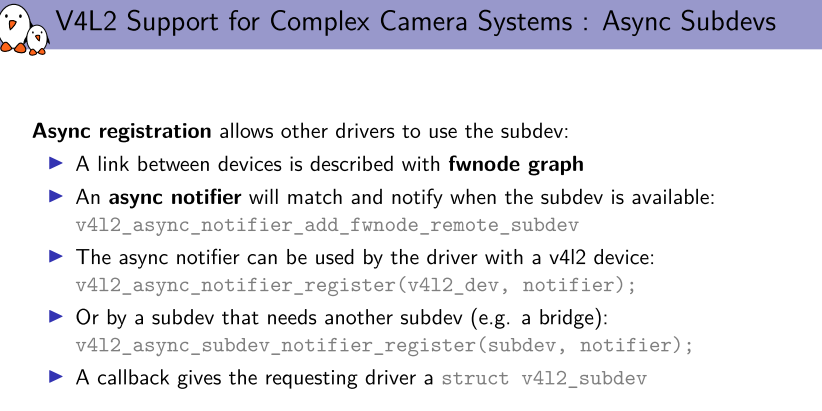 V4L2 Support for Complex Camera Systems : Async Subdevs
Async registration allows other drivers to use the subdev:
▶ A link between devices is described with fwnode graph
▶ An async notifier will match and notify when the subdev is available:
v4l2_async_notifier_add_fwnode_remote_subdev
▶ The async notifier can be used by the driver with a v4l2 device:
v4l2_async_notifier_register(v4l2_dev, notifier);
▶ Or by a subdev that needs another subdev (e.g. a bridge):
v4l2_async_subdev_notifier_register(subdev, notifier);
▶ A callback gives the requesting driver a struct v4l2_subdev